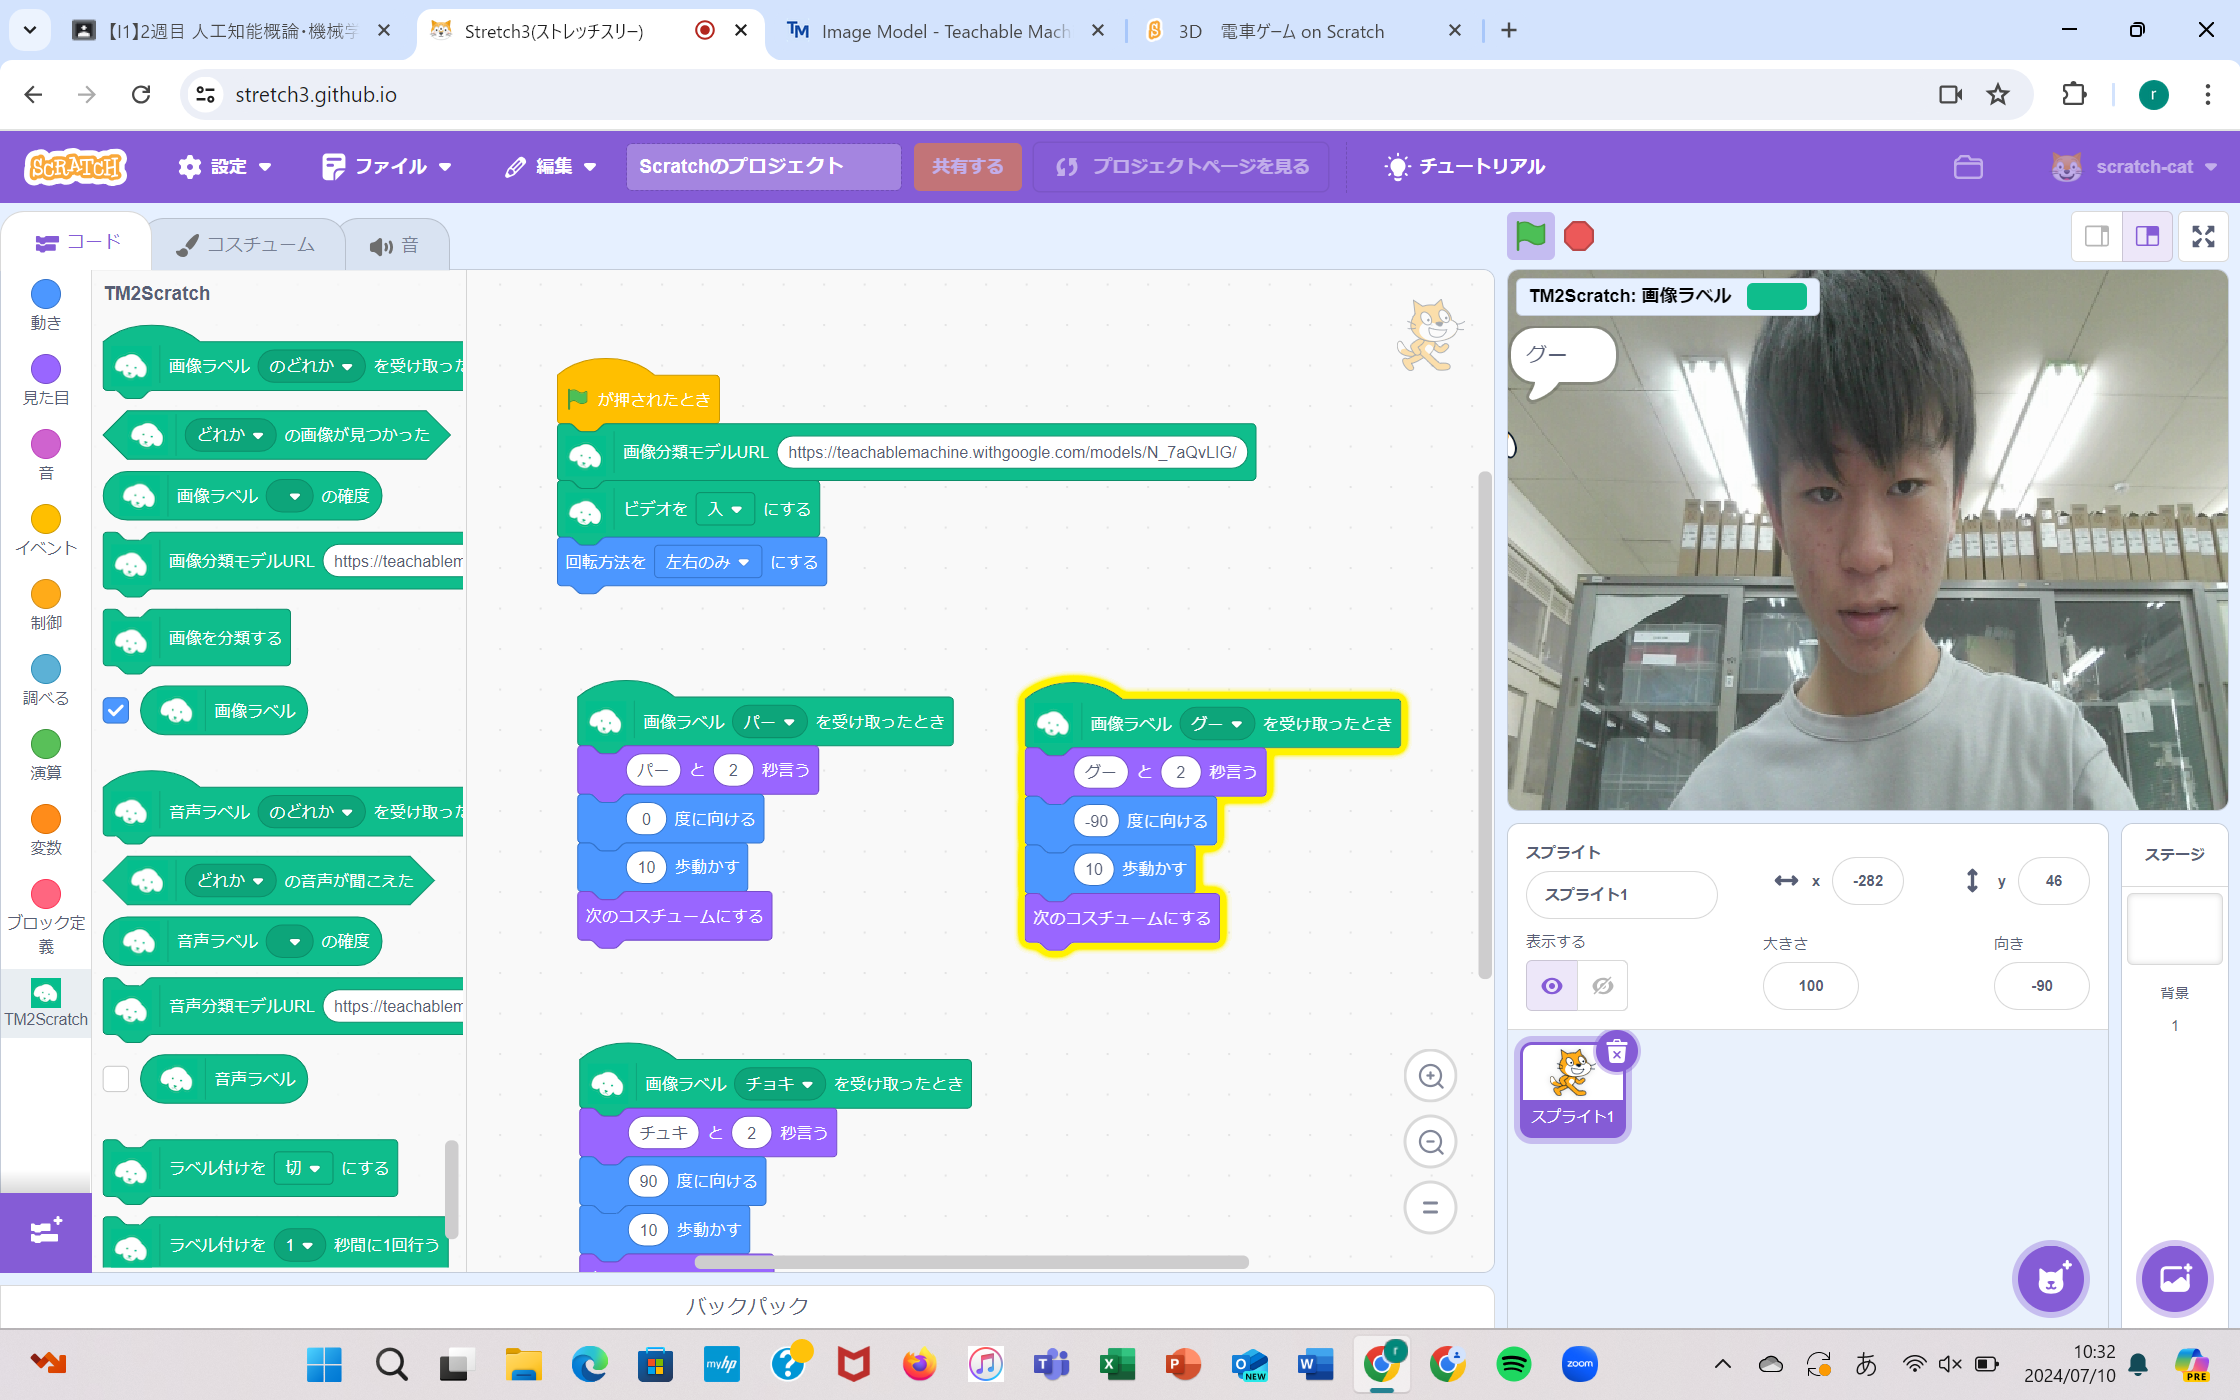 【I1】2週目 人工知能概論・機械学
Stretch3(ストレッチスリー)
Image Model - Teachable Mach
3D 電車ゲーム on Scratch
stretch3.github.io
r
SCRATCH
設定
ファイル
編集
Scratchのプロジェクト
共有する
プロジェクトページを見る
チュートリアル
scratch-cat
コード
コスチューム
音
動き
見た目
音
イベント
制御
調べる
演算
変数
ブロック定
義
TM2Scratch
TM2Scratch
画像ラベル のどれか を受け取った
どれか の画像が見つかった
画像ラベル の確度
画像分類モデルURL https://teachablem
画像を分類する
画像ラベル
音声ラベル のどれか を受け取った
どれか の音声が聞こえた
音声ラベル の確度
音声分類モデルURL https://teachablem
音声ラベル
ラベル付けを 切 にする
ラベル付けを 1 秒間に1回行う
が押されたとき
画像分類モデルURL https://teachablemachine.withgoogle.com/models/N_7aQvLIG/
ビデオを 入 にする
回転方法を 左右のみ にする
画像ラベル パー を受け取ったとき
パー と 2 秒言う
0 度に向ける
10 歩動かす
次のコスチュームにする
画像ラベル グー を受け取ったとき
グー と 2 秒言う
-90 度に向ける
10 歩動かす
次のコスチュームにする
画像ラベル チョキ を受け取ったとき
チュキ と 2 秒言う
90 度に向ける
10 歩動かす
バックパック
TM2Scratch: 画像ラベル
グー
スプライト
スプライト1
x -282
y 46
表示する
大きさ
100
向き
-90
スプライト1
ステージ
背景
1
myhp
NEW
zoom
r
あ
10:32
2024/07/10
PRE